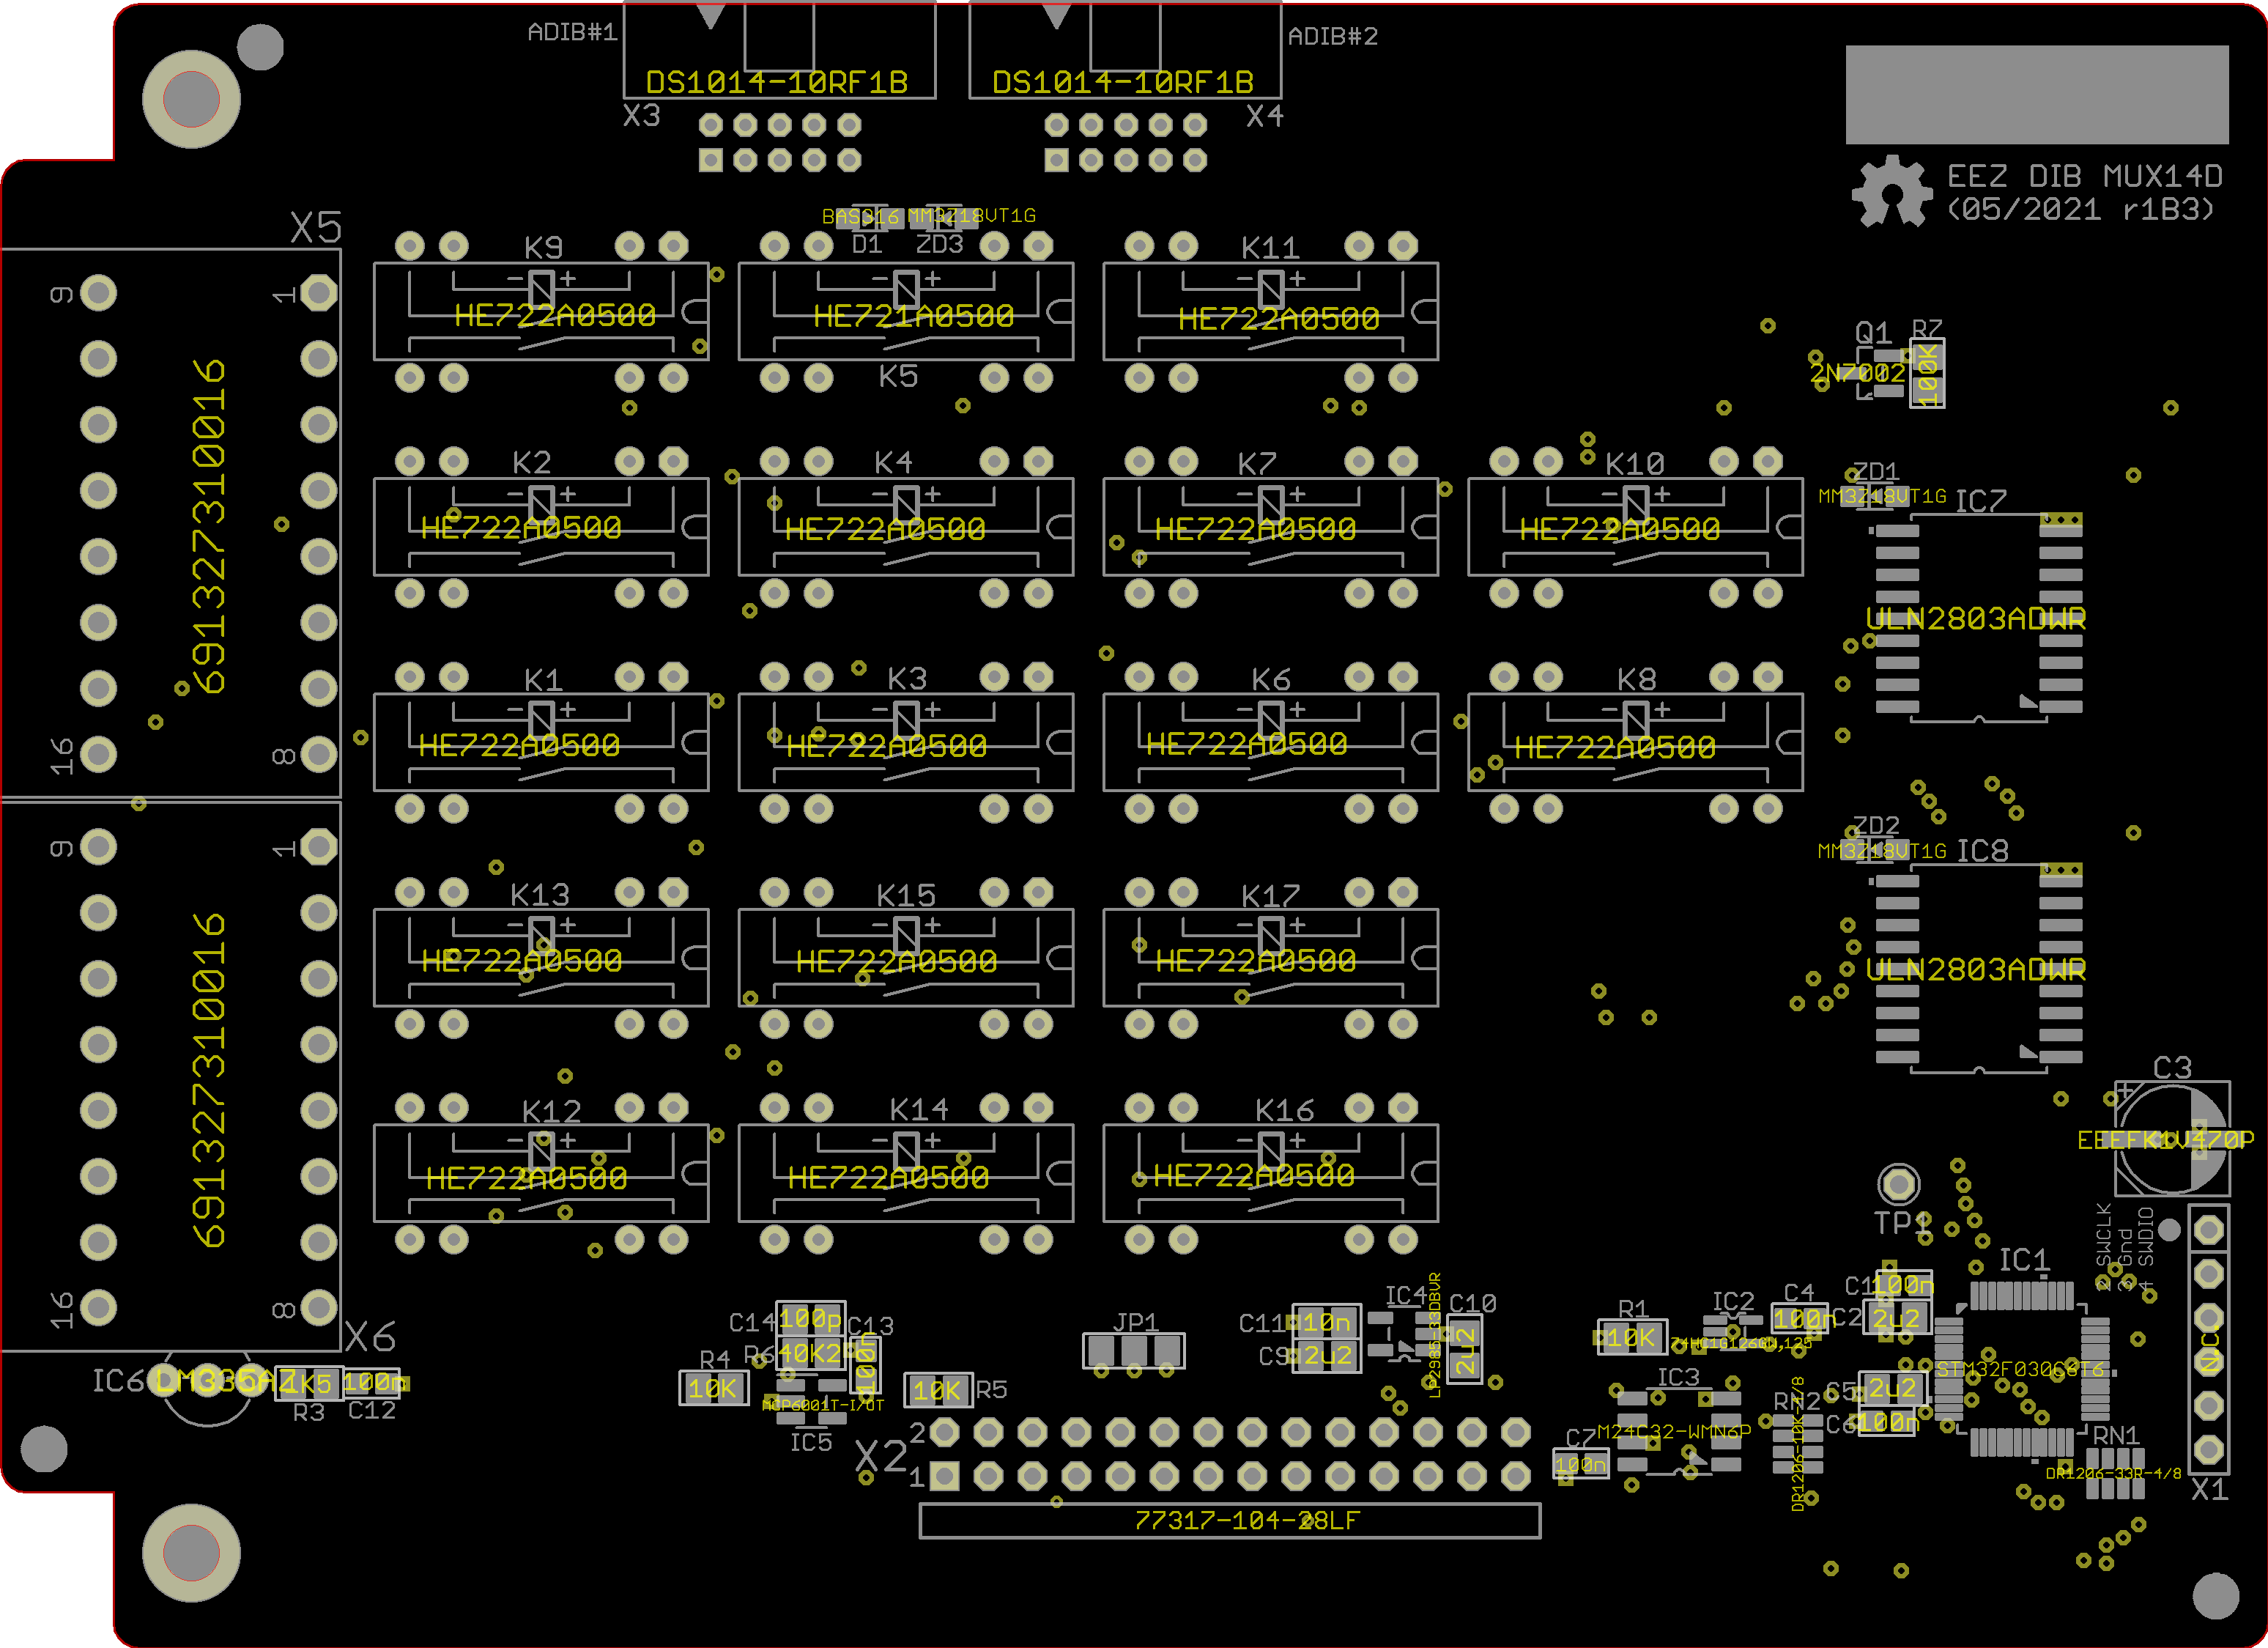 ADIB#1
DS1014-10RF1B
X3
ADIB#2
DS1014-10RF1B
X4
EEZ DIB MUX14D
(05/2021 r1B3)
X5
9
1
691327310016
16
8
BAS316
D1
MM3Z18VT1G
ZD3
K9
HE722A0500
HE721A0500
K5
K11
HE722A0500
Q1
2N7002
R7
100K
K2
HE722A0500
K4
HE722A0500
K7
HE722A0500
K10
HE722A0500
ZD1
MM3Z18VT1G
IC7
ULN2803ADWR
K1
HE722A0500
K3
HE722A0500
K6
HE722A0500
K8
HE722A0500
ZD2
MM3Z18VT1G
IC8
ULN2803ADWR
9
1
691327310016
16
8
X6
K13
HE722A0500
K15
HE722A0500
K17
HE722A0500
K12
HE722A0500
K14
HE722A0500
K16
HE722A0500
C3
EEEFK1V470P
TP1
2 SWCLK
3 Gnd
4 SWDIO
IC1
STM32F030C8T6
N.C.
X1
IC6
LM335AZ
1K5
R3
100n
C12
R4
10K
C14
100p
R6
40K2
C13
100n
MCP6001T-I/OT
IC5
10K
R5
JP1
C11
10n
C9
2u2
IC4
LP2985-33DBVR
C10
2u2
R1
10K
IC2
74HC1G126GW,125
C4
100n
100n
C2
2u2
IC3
M24C32-WMN6P
C7
100n
RN2
DR1206-10K-4/8
C5
2u2
C6
100n
RN1
DR1206-33R-4/8
X2
2
1
77317-104-28LF